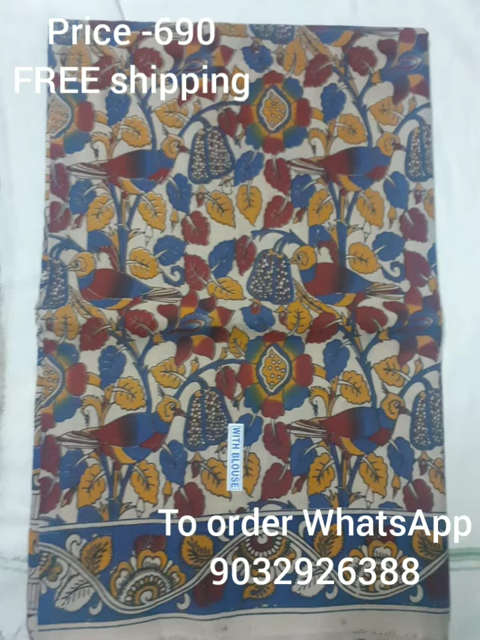 Price -690
FREE shipping
WITH BLOUSE
To order WhatsApp
9032926388